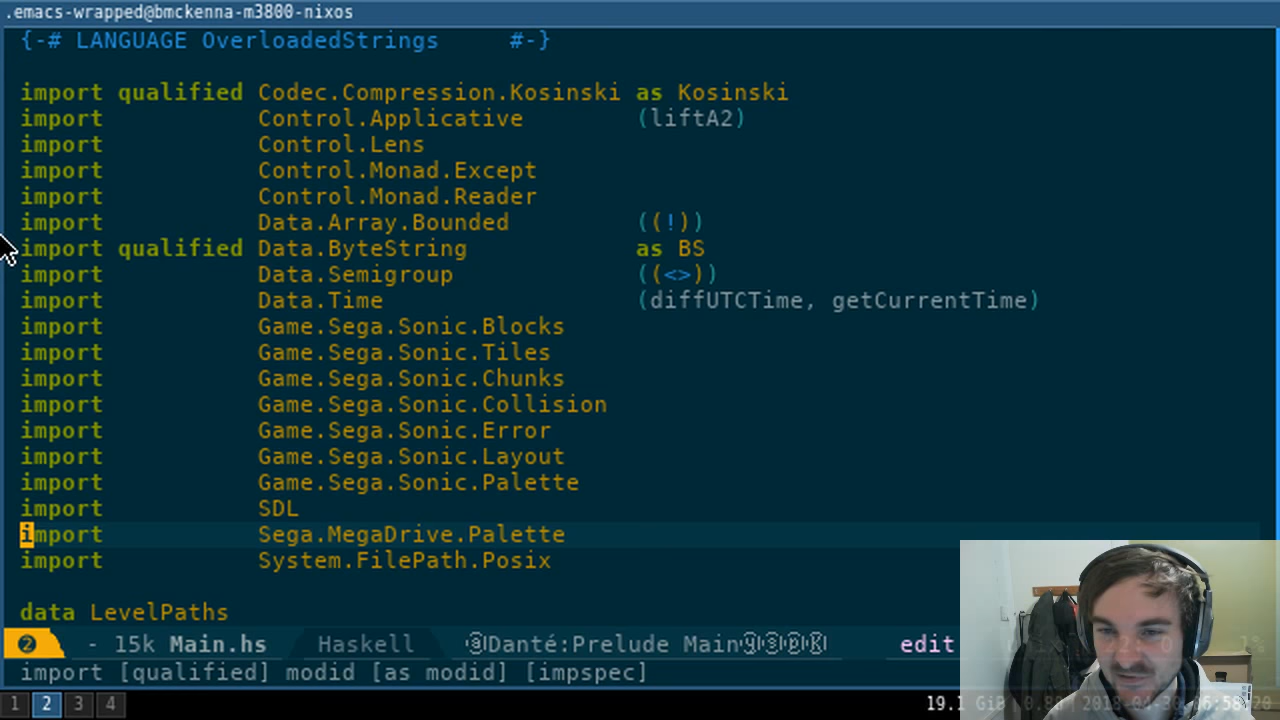 .emacs-wrapped@bmckenna-m3800-nixos
{-# LANGUAGE OverloadedStrings     #-}
import qualified Codec.Compression.Kosinski as Kosinski
import           Control.Applicative        (liftA2)
import           Control.Lens
import           Control.Monad.Except
import           Control.Monad.Reader
import           Data.Array.Bounded         ((!))
import qualified Data.ByteString            as BS
import           Data.Semigroup             ((<>))
import           Data.Time                  (diffUTCTime, getCurrentTime)
import           Game.Sega.Sonic.Blocks
import           Game.Sega.Sonic.Tiles
import           Game.Sega.Sonic.Chunks
import           Game.Sega.Sonic.Collision
import           Game.Sega.Sonic.Error
import           Game.Sega.Sonic.Layout
import           Game.Sega.Sonic.Palette
import           SDL
import           Sega.MegaDrive.Palette
import           System.FilePath.Posix
data LevelPaths
❷ - 15k Main.hs Haskell Danté:Prelude Main edit
import [qualified] modid [as modid] [impspec]
1 2 3 4 19.1 GiB